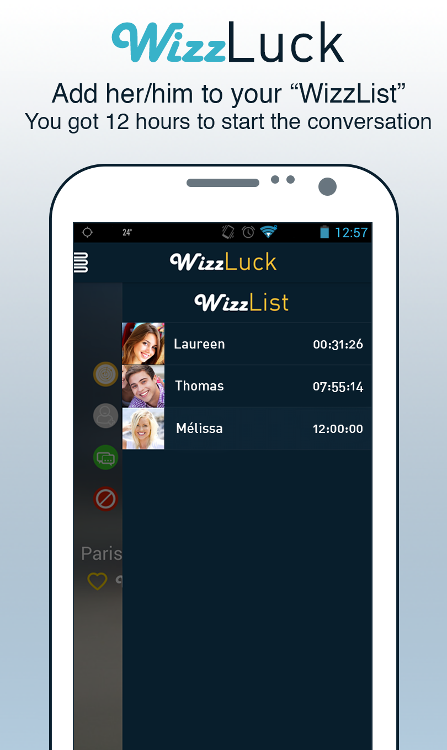 WizzLuck
Add her/him to your “WizzList”
You got 12 hours to start the conversation
24°
12:57
WizzLuck
WizzList
Laureen 00:31:26
Thomas 07:55:14
Mélissa 12:00:00
Paris